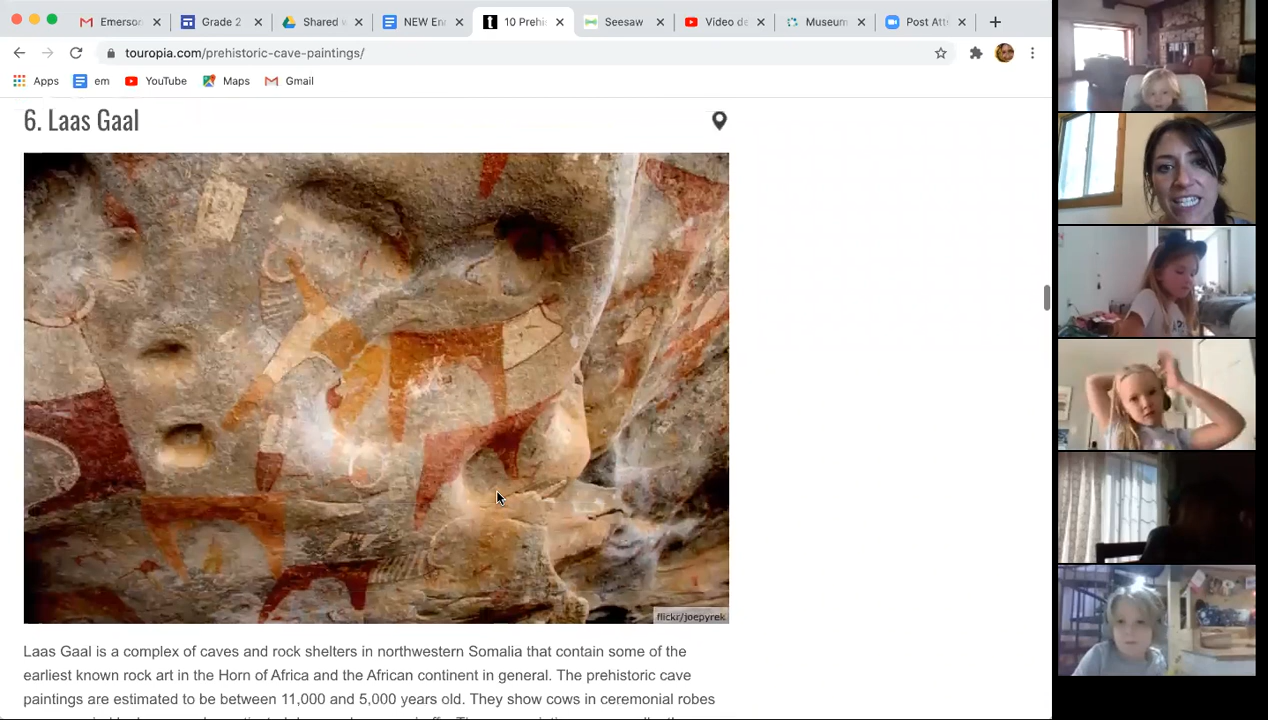 Emerson
Grade 2
Shared
NEW En
10 Prehi
Seesaw
Video de
Museum
Post Att
touropia.com/prehistoric-cave-paintings/
Apps
em
YouTube
Maps
Gmail
6. Laas Gaal
flickr/joepyrek
Laas Gaal is a complex of caves and rock shelters in northwestern Somalia that contain some of the
earliest known rock art in the Horn of Africa and the African continent in general. The prehistoric cave
paintings are estimated to be between 11,000 and 5,000 years old. They show cows in ceremonial robes